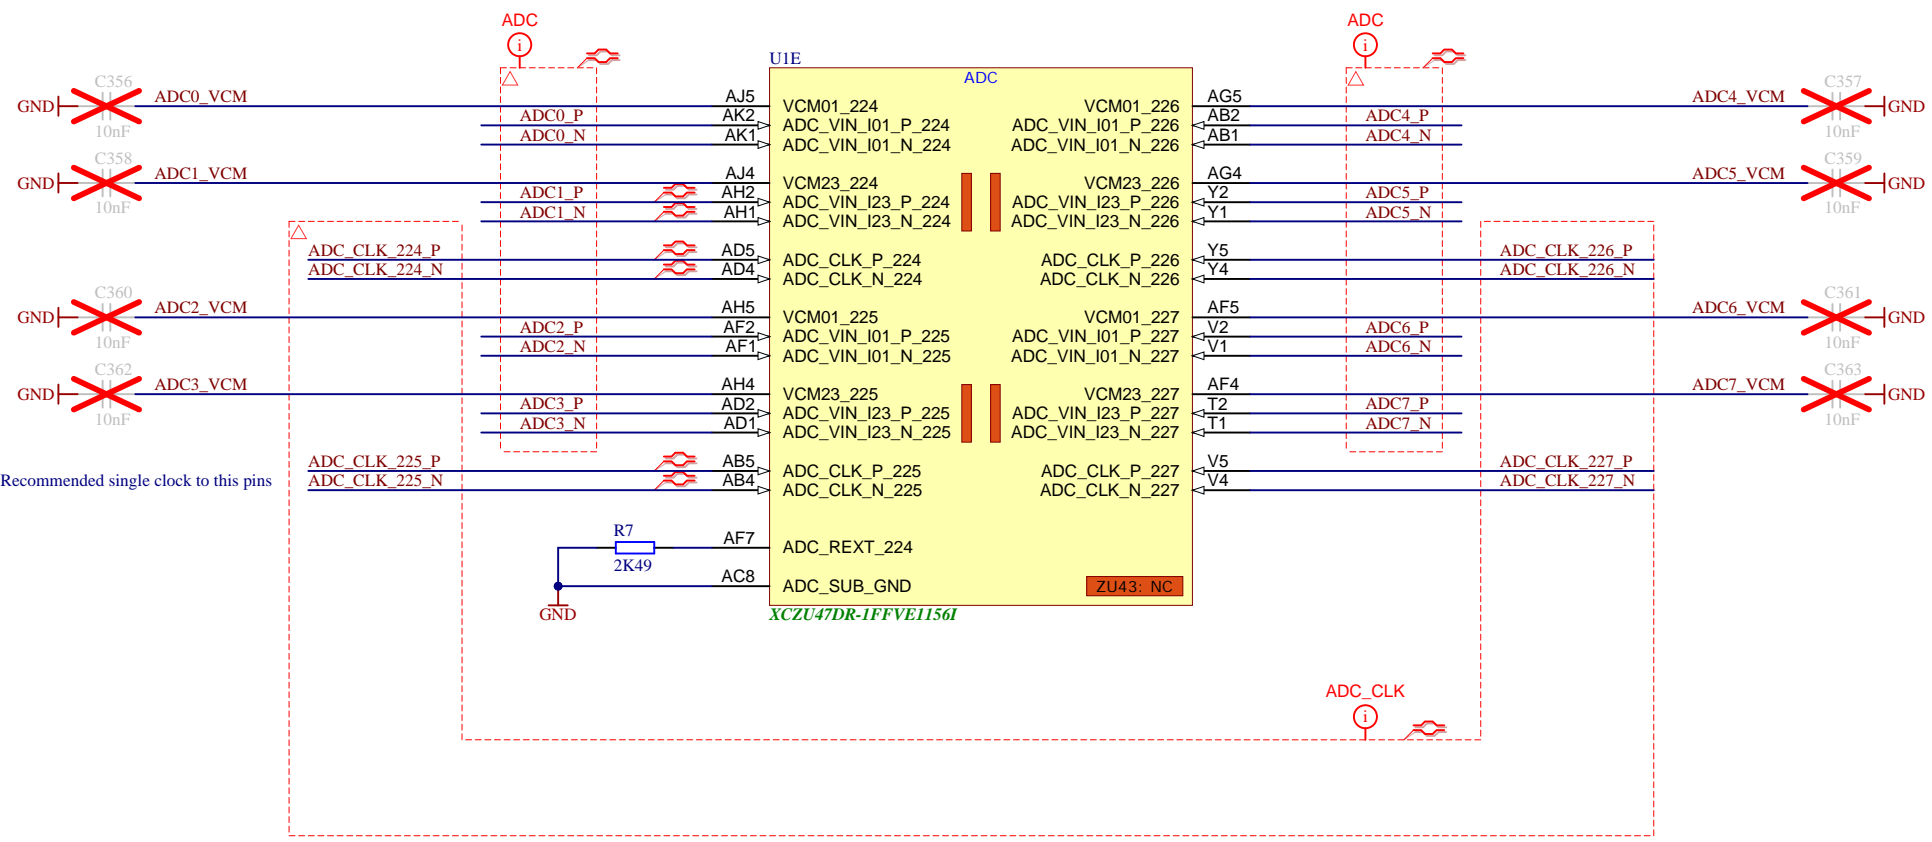 ADC
i
ADC
i
U1E
ADC
C356
GND
10nF
ADC0_VCM
AJ5
VCM01_224
ADC0_P
AK2
ADC_VIN_I01_P_224
ADC0_N
AK1
ADC_VIN_I01_N_224
C358
GND
10nF
ADC1_VCM
AJ4
VCM23_224
ADC1_P
AH2
ADC_VIN_I23_P_224
ADC1_N
AH1
ADC_VIN_I23_N_224
ADC_CLK_224_P
AD5
ADC_CLK_P_224
ADC_CLK_224_N
AD4
ADC_CLK_N_224
C360
GND
10nF
ADC2_VCM
AH5
VCM01_225
ADC2_P
AF2
ADC_VIN_I01_P_225
ADC2_N
AF1
ADC_VIN_I01_N_225
C362
GND
10nF
ADC3_VCM
AH4
VCM23_225
ADC3_P
AD2
ADC_VIN_I23_P_225
ADC3_N
AD1
ADC_VIN_I23_N_225
Recommended single clock to this pins
ADC_CLK_225_P
AB5
ADC_CLK_P_225
ADC_CLK_225_N
AB4
ADC_CLK_N_225
R7
2K49
AF7
ADC_REXT_224
AC8
ADC_SUB_GND
GND
VCM01_226
AG5
ADC4_VCM
C357
GND
10nF
ADC_VIN_I01_P_226
AB2
ADC4_P
ADC_VIN_I01_N_226
AB1
ADC4_N
VCM23_226
AG4
ADC5_VCM
C359
GND
10nF
ADC_VIN_I23_P_226
Y2
ADC5_P
ADC_VIN_I23_N_226
Y1
ADC5_N
ADC_CLK_P_226
Y5
ADC_CLK_226_P
ADC_CLK_N_226
Y4
ADC_CLK_226_N
VCM01_227
AF5
ADC6_VCM
C361
GND
10nF
ADC_VIN_I01_P_227
V2
ADC6_P
ADC_VIN_I01_N_227
V1
ADC6_N
VCM23_227
AF4
ADC7_VCM
C363
GND
10nF
ADC_VIN_I23_P_227
T2
ADC7_P
ADC_VIN_I23_N_227
T1
ADC7_N
ADC_CLK_P_227
V5
ADC_CLK_227_P
ADC_CLK_N_227
V4
ADC_CLK_227_N
ZU43: NC
XCZU47DR-1FFVE1156I
ADC_CLK
i